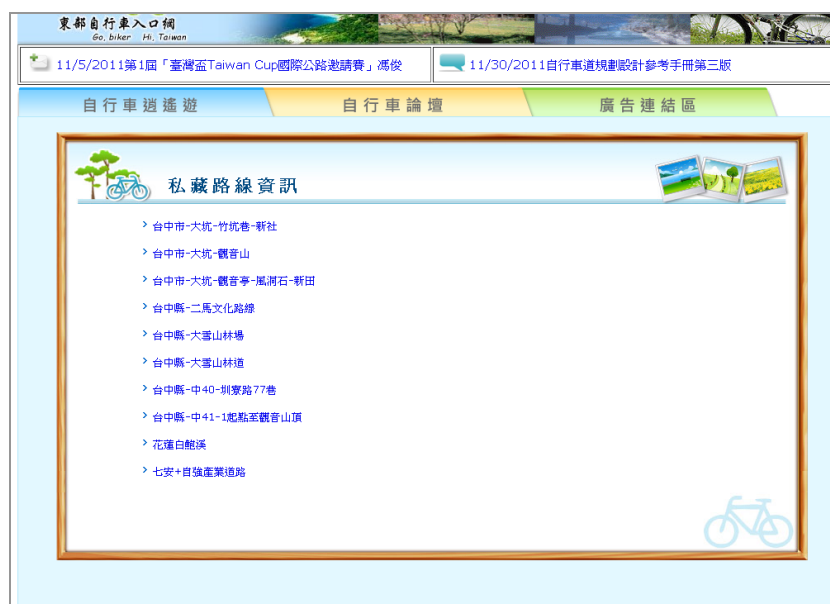 東部自行車入口網
Go, biker Hi, Taiwan
11/5/2011第1屆「臺灣盃Taiwan Cup國際公路邀請賽」馮俊
11/30/2011自行車道規劃設計參考手冊第三版
自行車逍遙遊
自行車論壇
廣告連結區
私藏路線資訊
台中市-大坑-竹坑巷-新社
台中市-大坑-觀音山
台中市-大坑-觀音亭-風洞石-新田
台中縣-二馬文化路線
台中縣-大雪山林場
台中縣-大雪山林道
台中縣-中40-圳寮路77巷
台中縣-中41-1起點至觀音山頂
花蓮白鮑溪
七安+自強產業道路